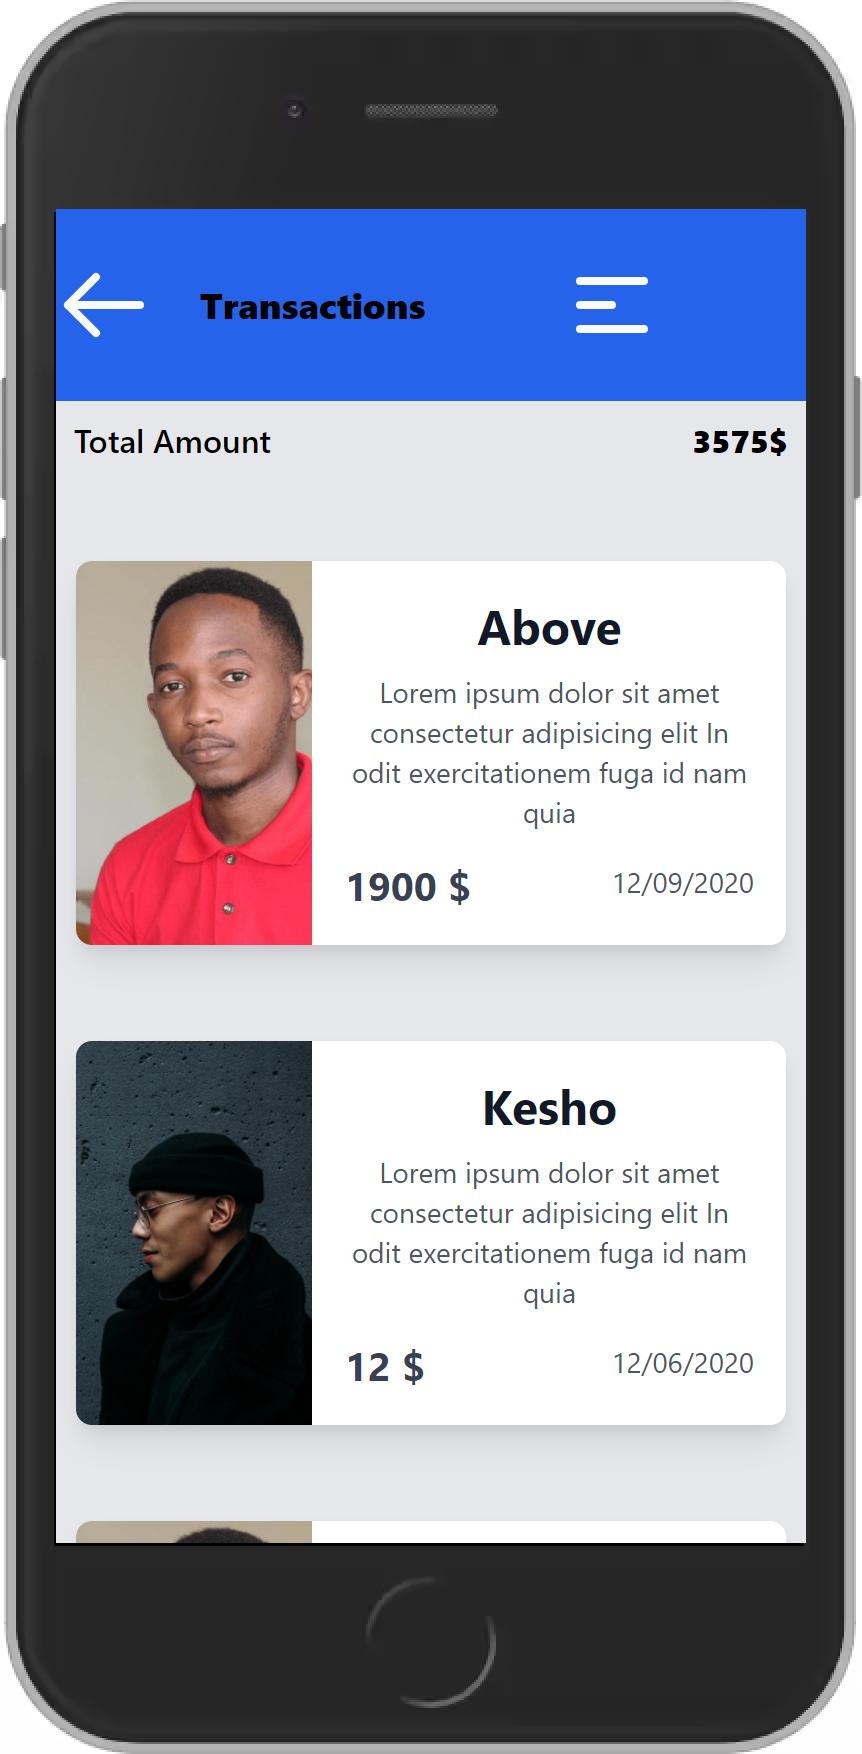 Transactions
Total Amount 3575$
Above
Lorem ipsum dolor sit amet
consectetur adipisicing elit In
odit exercitationem fuga id nam
quia
1900 $ 12/09/2020
Kesho
Lorem ipsum dolor sit amet
consectetur adipisicing elit In
odit exercitationem fuga id nam
quia
12 $ 12/06/2020